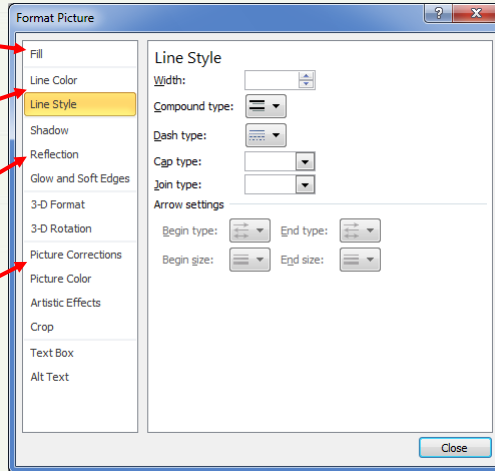 Format Picture
Fill
Line Color
Line Style
Shadow
Reflection
Glow and Soft Edges
3-D Format
3-D Rotation
Picture Corrections
Picture Color
Artistic Effects
Crop
Text Box
Alt Text
Line Style
Width:
Compound type:
Dash type:
Cap type:
Join type:
Arrow settings
Begin type: End type:
Begin size: End size:
Close